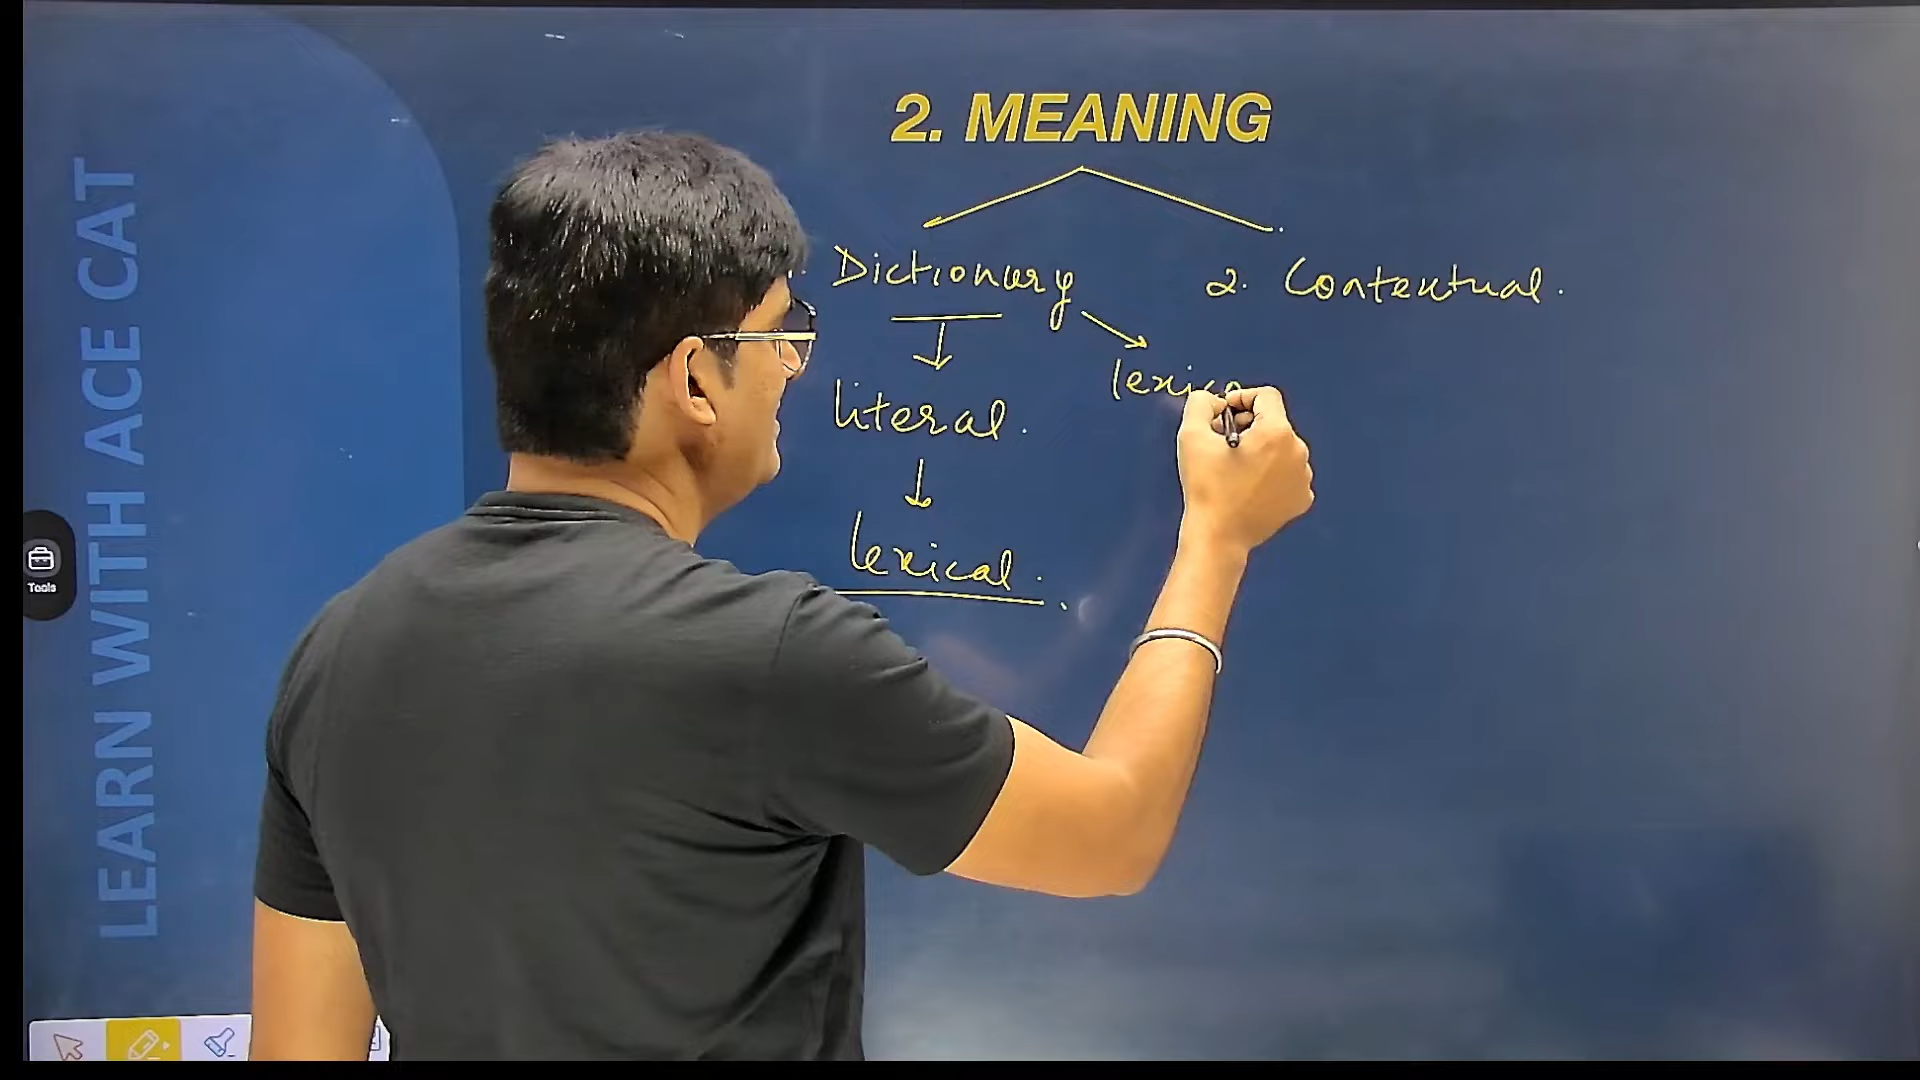 LEARN WITH ACE CAT
2. MEANING
Dictionary
2. Contextual.
literal.
lexical.
Tools